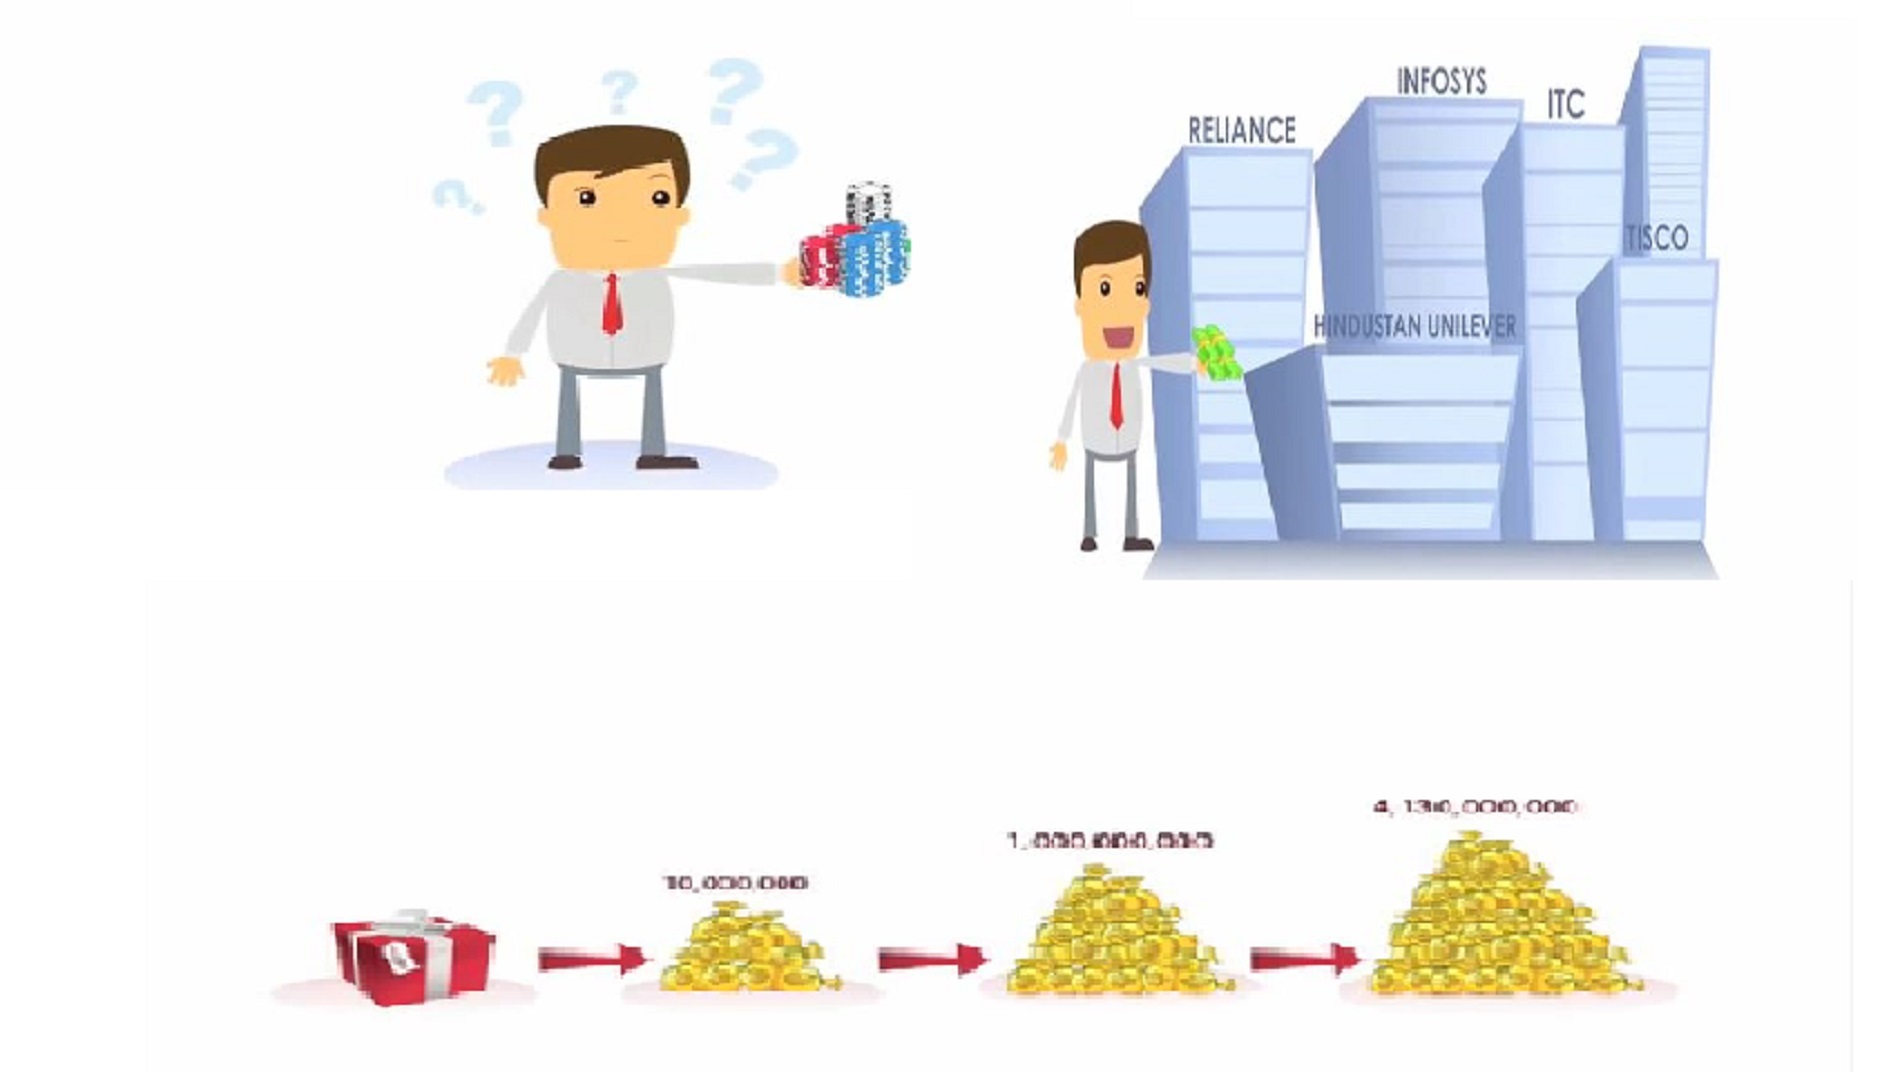 ? ? ? ? ?
INFOSYS
ITC
RELIANCE
TISCO
HINDUSTAN UNILEVER
4,130,000,000
1,000,000,000
10,000,000